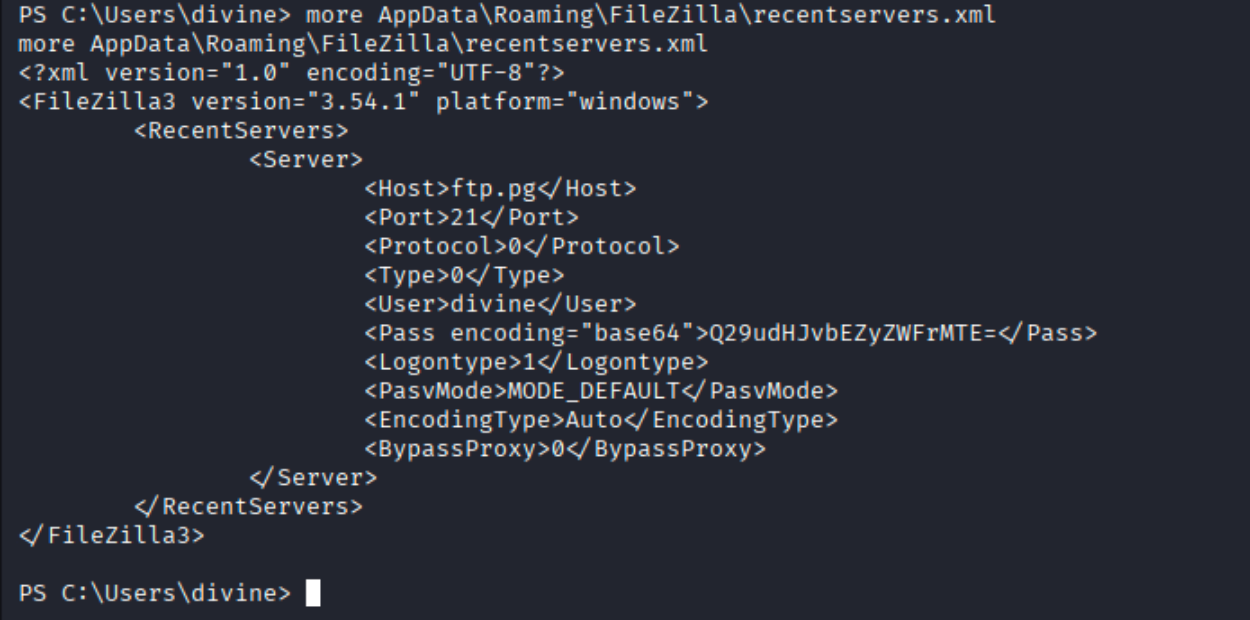 PS C:\Users\divine> more AppData\Roaming\FileZilla\recentservers.xml
more AppData\Roaming\FileZilla\recentservers.xml
<?xml version="1.0" encoding="UTF-8"?>
<FileZilla3 version="3.54.1" platform="windows">
<RecentServers>
<Server>
<Host>ftp.pg</Host>
<Port>21</Port>
<Protocol>0</Protocol>
<Type>0</Type>
<User>divine</User>
<Pass encoding="base64">Q29udHJvbEZyZWFrMTE=</Pass>
<Logontype>1</Logontype>
<PasvMode>MODE_DEFAULT</PasvMode>
<EncodingType>Auto</EncodingType>
<BypassProxy>0</BypassProxy>
</Server>
</RecentServers>
</FileZilla3>
PS C:\Users\divine>